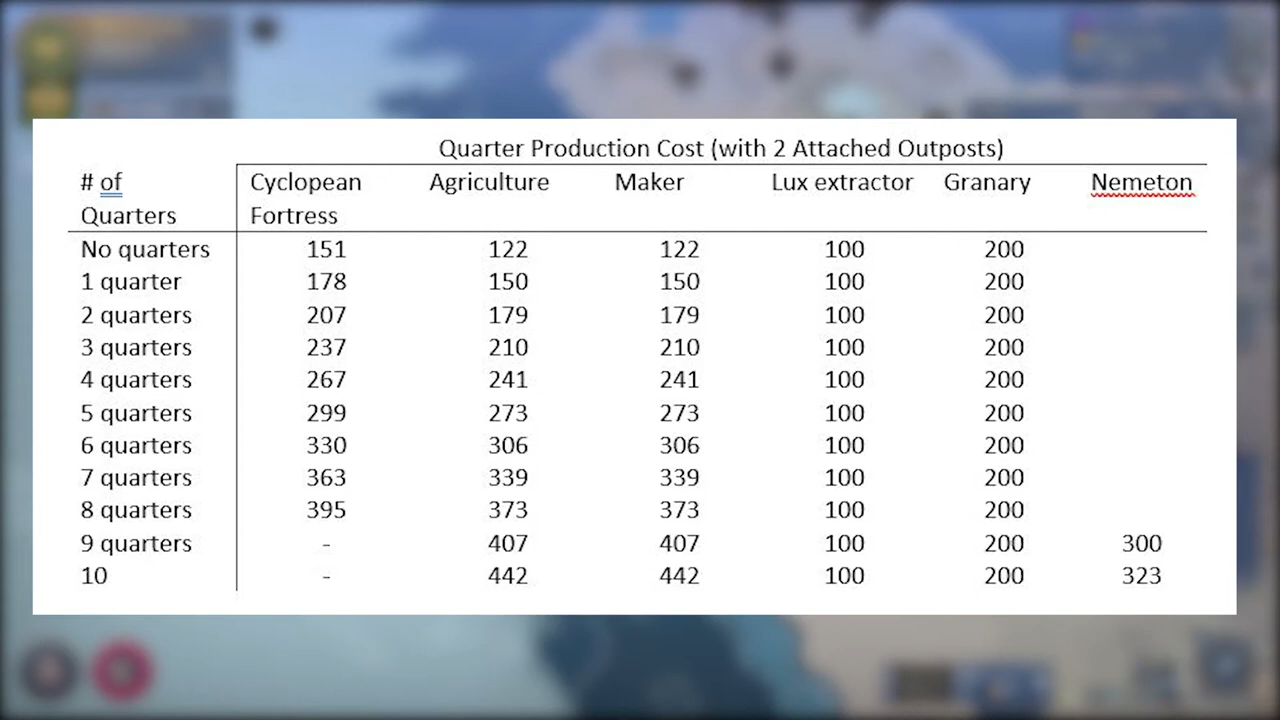 Quarter Production Cost (with 2 Attached Outposts)
# of Quarters Cyclopean Fortress Agriculture Maker Lux extractor Granary Nemeton
No quarters 151 122 122 100 200
1 quarter 178 150 150 100 200
2 quarters 207 179 179 100 200
3 quarters 237 210 210 100 200
4 quarters 267 241 241 100 200
5 quarters 299 273 273 100 200
6 quarters 330 306 306 100 200
7 quarters 363 339 339 100 200
8 quarters 395 373 373 100 200
9 quarters - 407 407 100 200 300
10 - 442 442 100 200 323